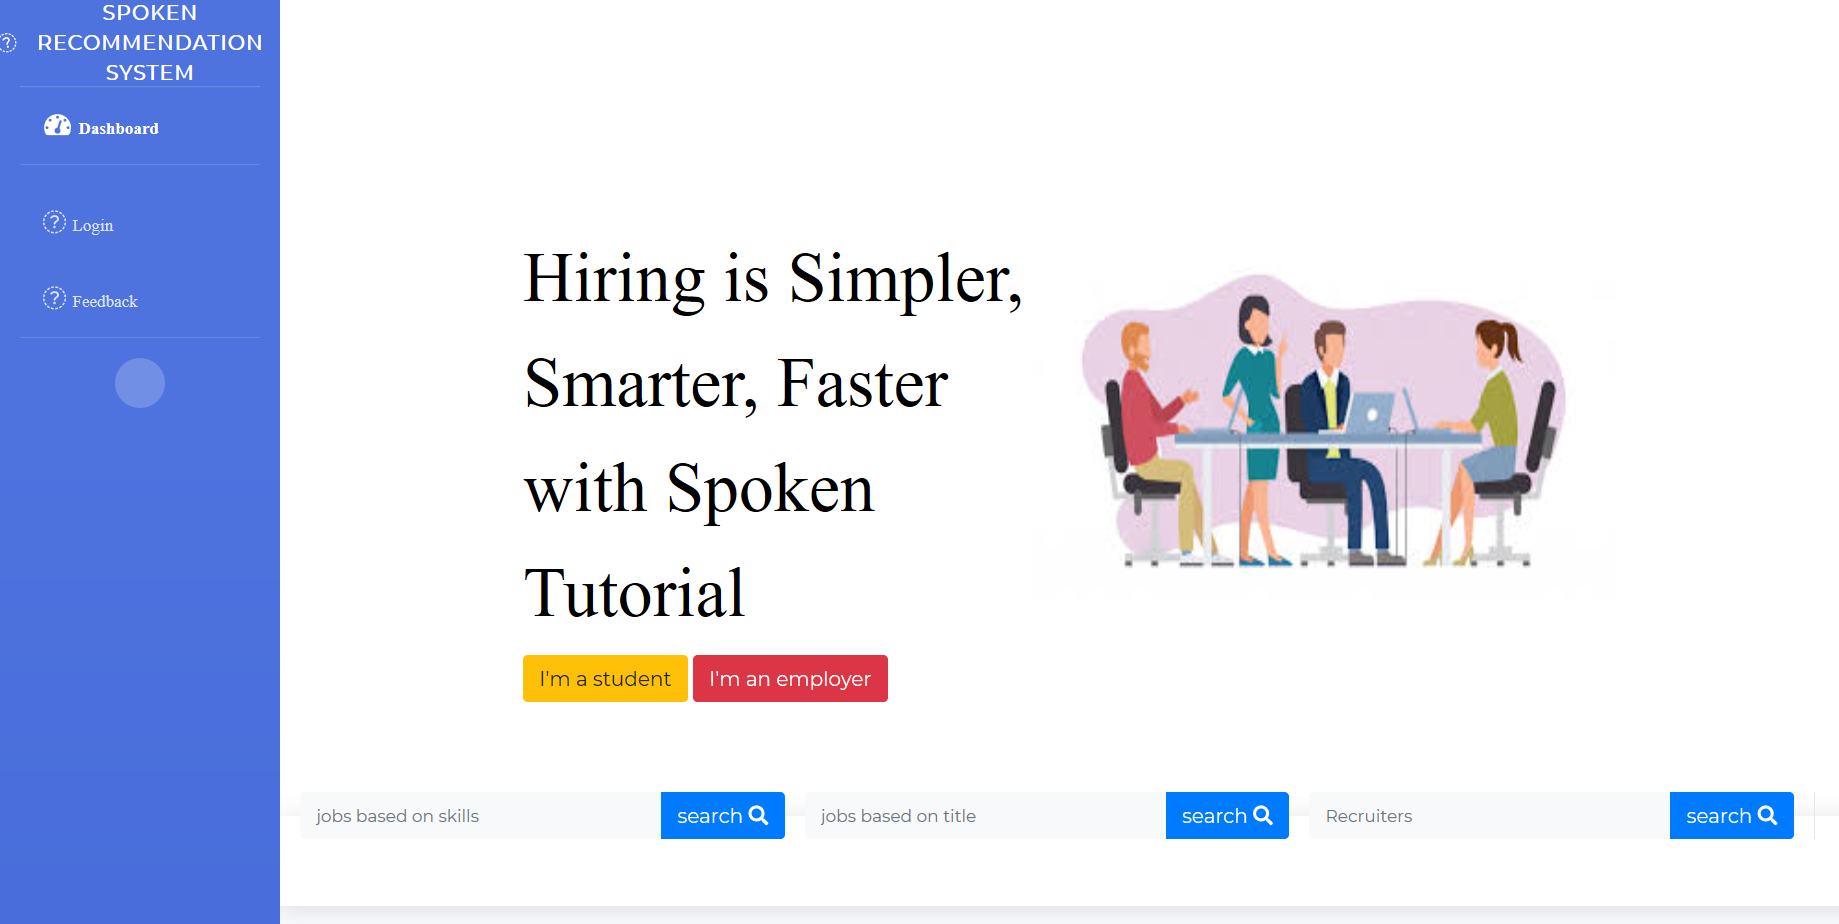 SPOKEN
RECOMMENDATION
SYSTEM
Dashboard
Login
Feedback
Hiring is Simpler,
Smarter, Faster
with Spoken
Tutorial
I'm a student
I'm an employer
jobs based on skills
search
jobs based on title
search
Recruiters
search